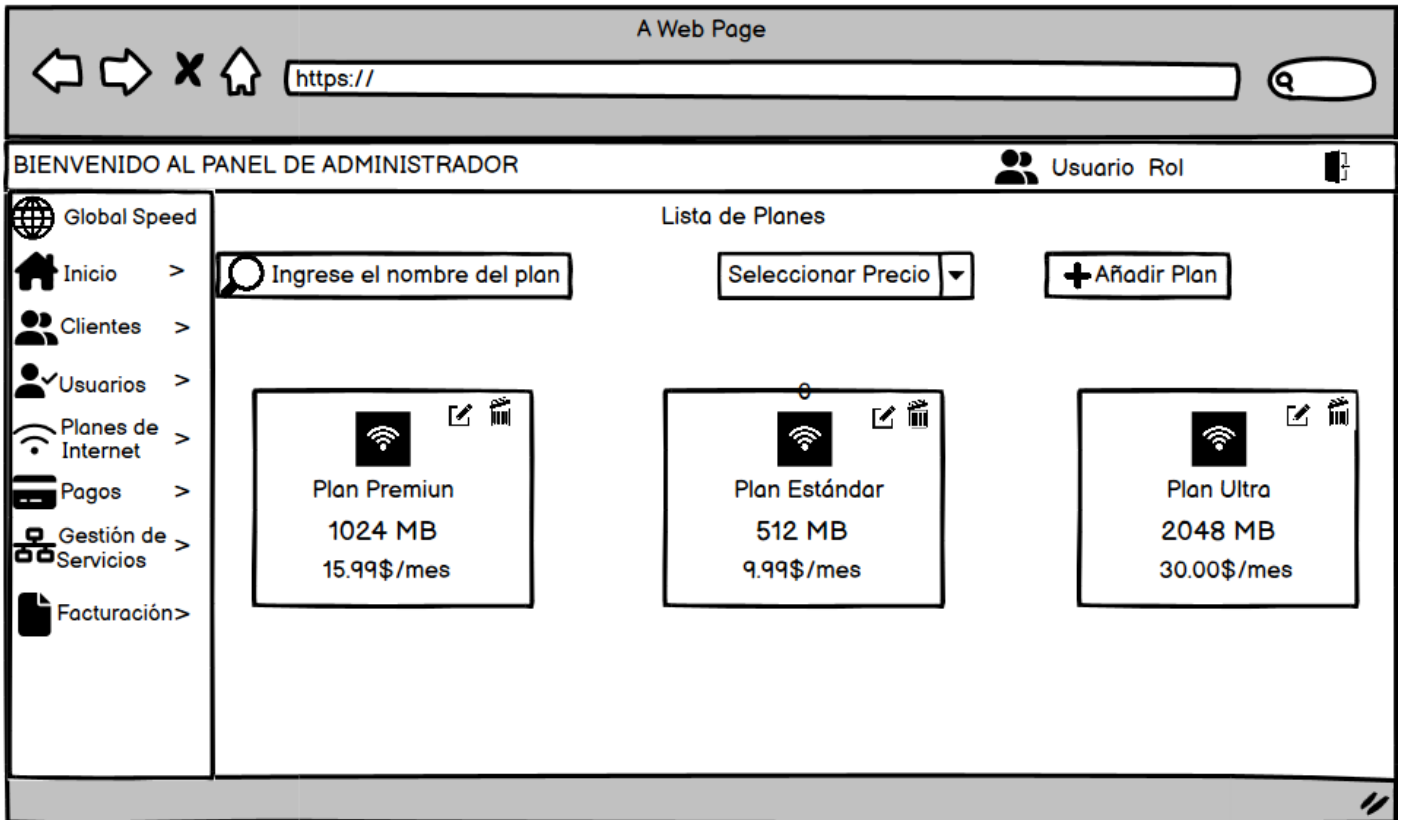 A Web Page
https://
BIENVENIDO AL PANEL DE ADMINISTRADOR
Usuario Rol
Global Speed
Inicio >
Clientes >
Usuarios >
Planes de
Internet >
Pagos >
Gestión de
Servicios >
Facturación>
Lista de Planes
Ingrese el nombre del plan
Seleccionar Precio
+Añadir Plan
Plan Premiun
1024 MB
15.99$/mes
0
Plan Estándar
512 MB
9.99$/mes
Plan Ultra
2048 MB
30.00$/mes